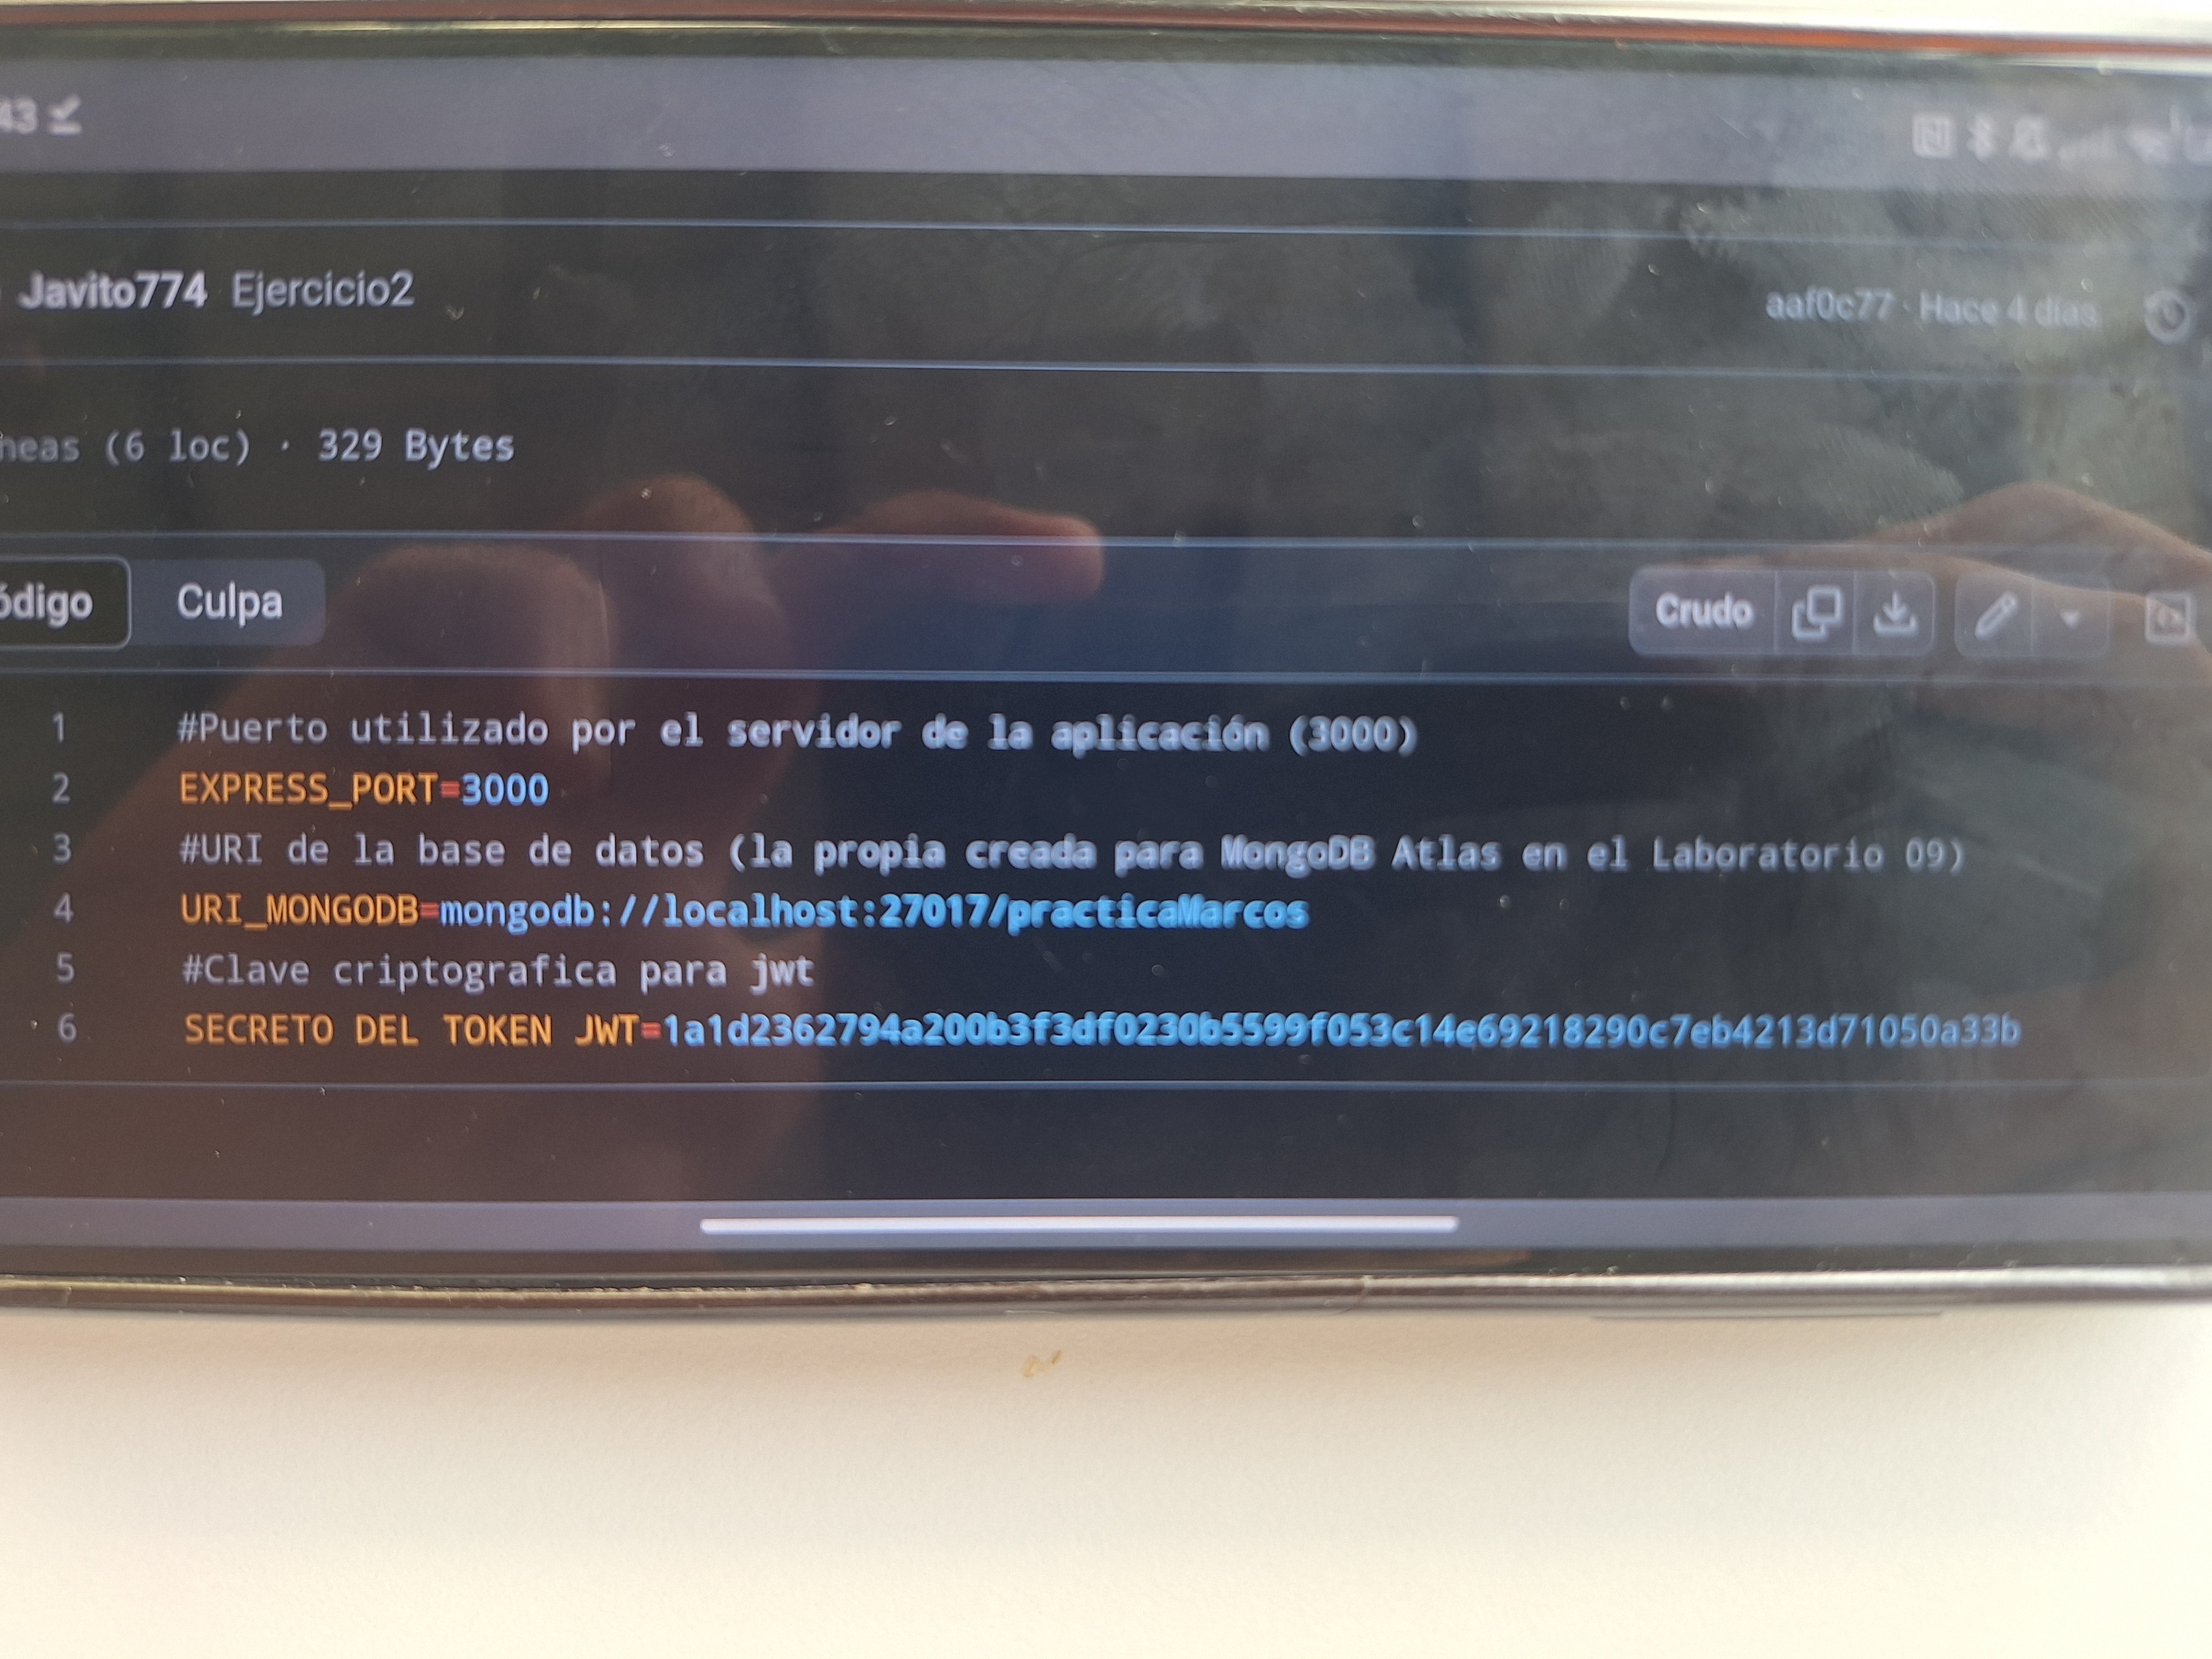 43
Javito774 Ejercicio2
aaf0c77 · Hace 4 días
neas (6 loc) · 329 Bytes
ódigo
Culpa
Crudo
1 #Puerto utilizado por el servidor de la aplicación (3000)
2 EXPRESS_PORT=3000
3 #URI de la base de datos (la propia creada para MongoDB Atlas en el Laboratorio 09)
4 URI_MONGODB=mongodb://localhost:27017/practicaMarcos
5 #Clave criptografica para jwt
6 SECRETO DEL TOKEN JWT=1a1d2362794a200b3f3dff0230b5599f053c14e69218290c7eb4213d71050a33b